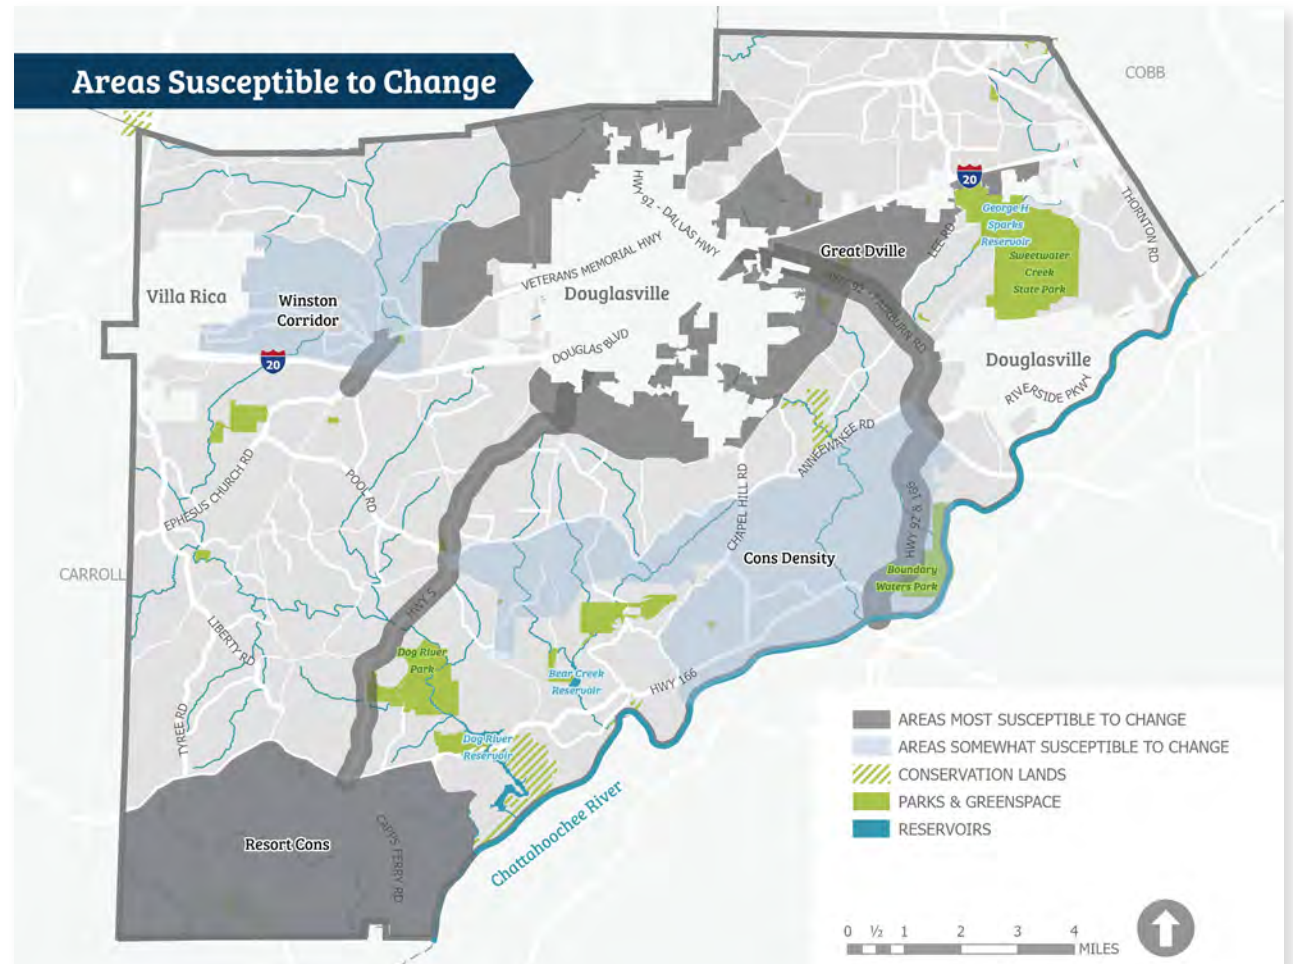 Areas Susceptible to Change
COBB
20
HWY 92 - DALLAS HWY
THORNTON RD
George H
Sparks
Reservoir
LEE RD
Great Dville
Sweetwater
Creek
State Park
VETERANS MEMORIAL HWY
Villa Rica
Winston
Corridor
Douglasville
HWY 92 - FAIRBURN RD
DOUGLAS BLVD
20
Douglasville
RIVERSIDE PKWY
ANNEEWAKEE RD
EPHESUS CHURCH RD
POOL RD
CHAPEL HILL RD
HWY 92 & 166
Cons Density
CARROLL
Boundary
Waters Park
HWY 5
LIBERTY RD
Dog River
Park
Bear Creek
Reservoir
HWY 166
TYREE RD
Dog River
Reservoir
Chattahoochee River
Resort Cons
CAPPS FERRY RD
AREAS MOST SUSCEPTIBLE TO CHANGE
AREAS SOMEWHAT SUSCEPTIBLE TO CHANGE
CONSERVATION LANDS
PARKS & GREENSPACE
RESERVOIRS
0 ½ 1 2 3 4
MILES